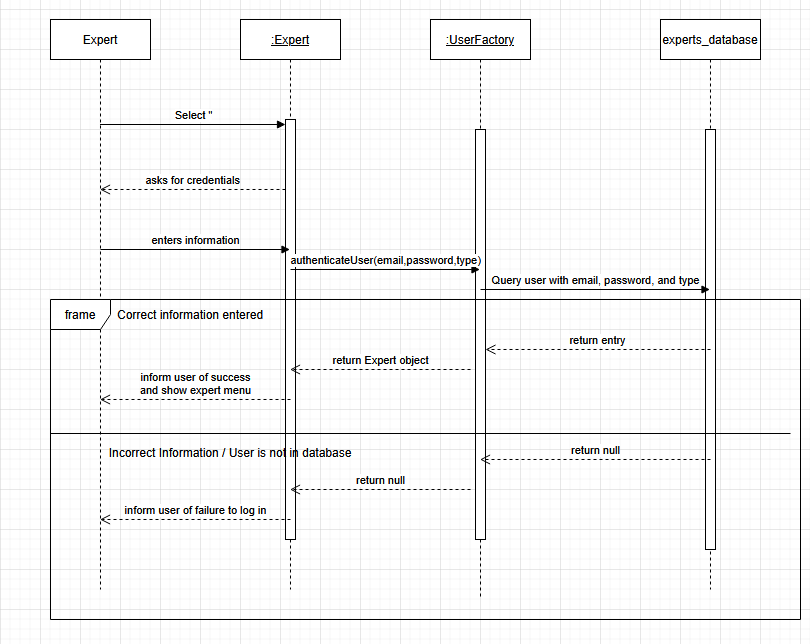 Expert
:Expert
:UserFactory
experts_database
Select "
asks for credentials
enters information
authenticateUser(email,password,type)
Query user with email, password, and type
frame
Correct information entered
return entry
return Expert object
inform user of success
and show expert menu
Incorrect Information / User is not in database
return null
return null
inform user of failure to log in